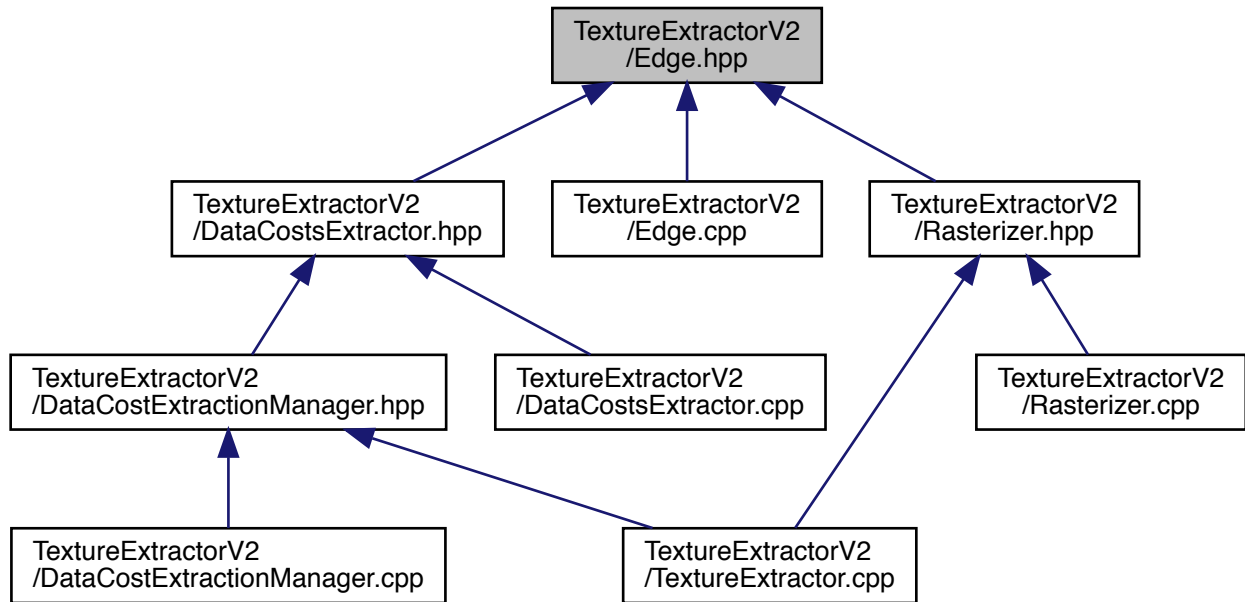 TextureExtractorV2
/Edge.hpp
TextureExtractorV2
/DataCostsExtractor.hpp
TextureExtractorV2
/Edge.cpp
TextureExtractorV2
/Rasterizer.hpp
TextureExtractorV2
/DataCostExtractionManager.hpp
TextureExtractorV2
/DataCostsExtractor.cpp
TextureExtractorV2
/Rasterizer.cpp
TextureExtractorV2
/DataCostExtractionManager.cpp
TextureExtractorV2
/TextureExtractor.cpp